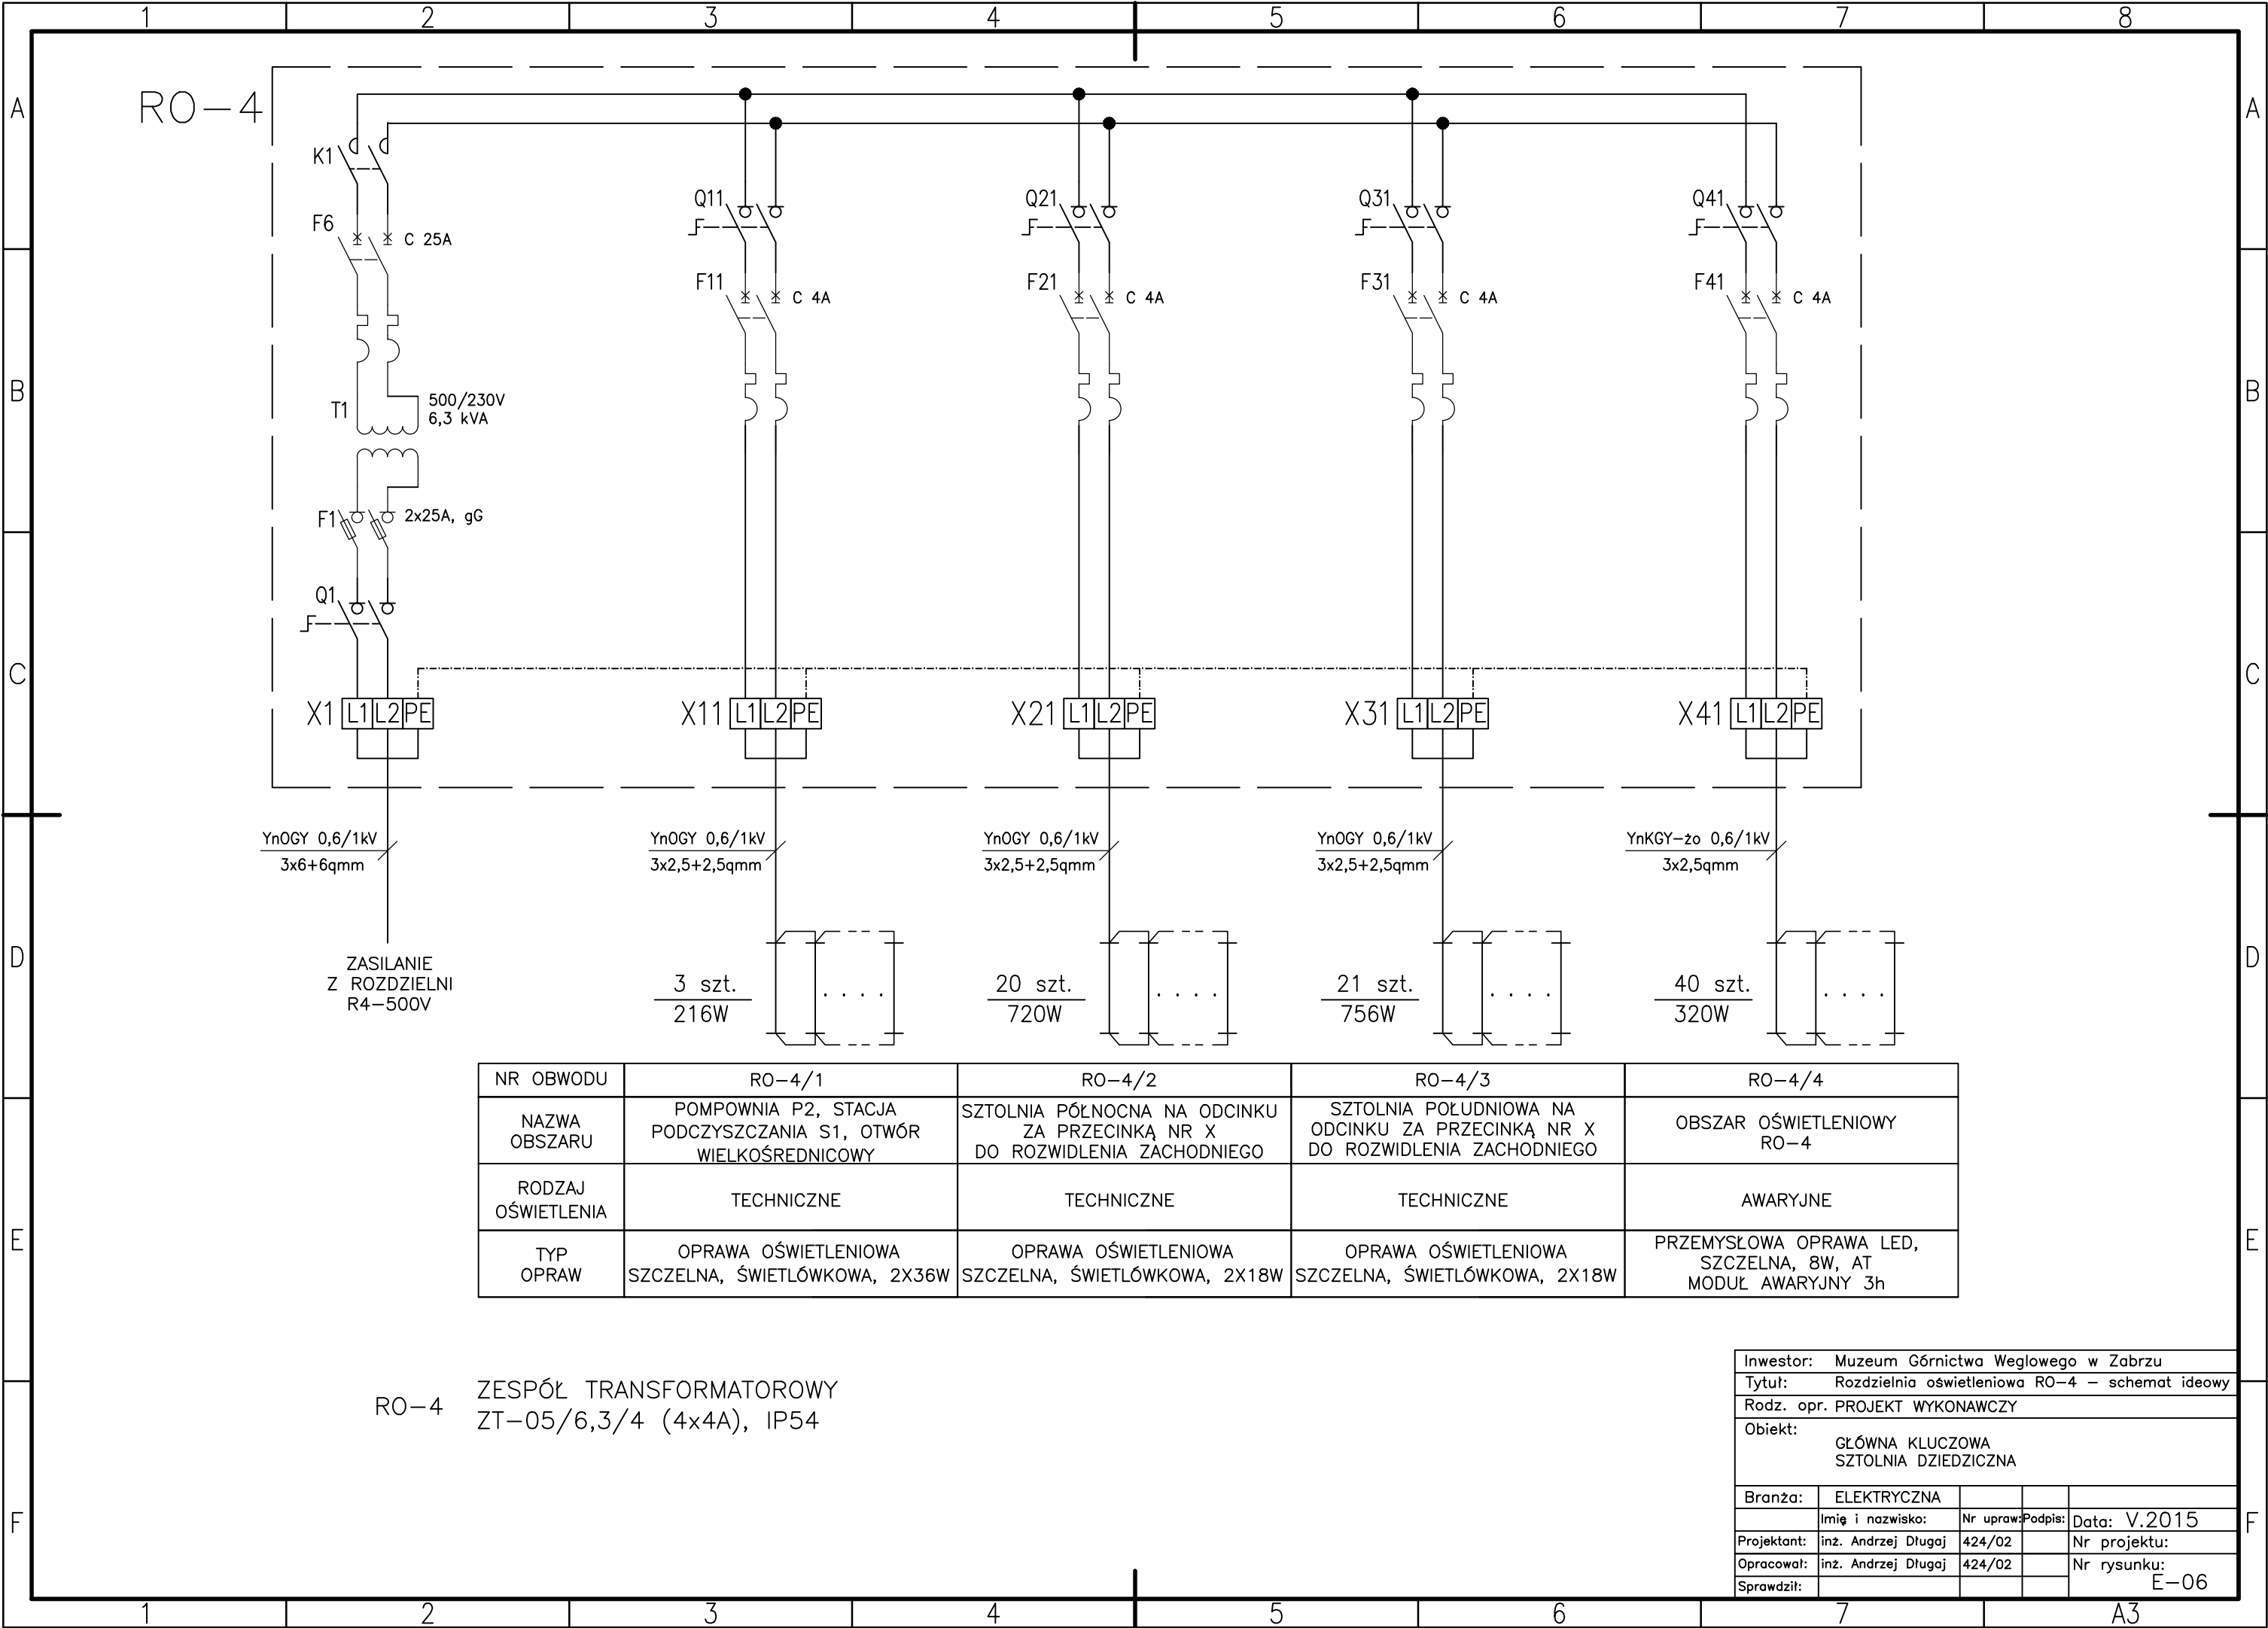 1 2 3 4 5 6 7 8
A A
RO-4
K1
F6
C 25A
Q11
Q21
Q31
Q41
F11
C 4A
F21
C 4A
F31
C 4A
F41
C 4A
B B
T1
500/230V
6,3 kVA
F1
2x25A, gG
Q1
C C
X1 L1 L2 PE
X11 L1 L2 PE
X21 L1 L2 PE
X31 L1 L2 PE
X41 L1 L2 PE
YnOGY 0,6/1kV
3x6+6qmm
YnOGY 0,6/1kV
3x2,5+2,5qmm
YnOGY 0,6/1kV
3x2,5+2,5qmm
YnOGY 0,6/1kV
3x2,5+2,5qmm
YnKGY-żo 0,6/1kV
3x2,5qmm
D D
ZASILANIE
Z ROZDZIELNI
R4-500V
3 szt.
216W
20 szt.
720W
21 szt.
756W
40 szt.
320W
NR OBWODU
RO-4/1
RO-4/2
RO-4/3
RO-4/4
NAZWA
OBSZARU
POMPOWNIA P2, STACJA
PODCZYSZCZANIA S1, OTWÓR
WIELKOŚREDNICOWY
SZTOLNIA PÓŁNOCNA NA ODCINKU
ZA PRZECINKĄ NR X
DO ROZWIDLENIA ZACHODNIEGO
SZTOLNIA POŁUDNIOWA NA
ODCINKU ZA PRZECINKĄ NR X
DO ROZWIDLENIA ZACHODNIEGO
OBSZAR OŚWIETLENIOWY
RO-4
RODZAJ
OŚWIETLENIA
TECHNICZNE
TECHNICZNE
TECHNICZNE
AWARYJNE
E E
TYP
OPRAW
OPRAWA OŚWIETLENIOWA
SZCZELNA, ŚWIETLÓWKOWA, 2X36W
OPRAWA OŚWIETLENIOWA
SZCZELNA, ŚWIETLÓWKOWA, 2X18W
OPRAWA OŚWIETLENIOWA
SZCZELNA, ŚWIETLÓWKOWA, 2X18W
PRZEMYSŁOWA OPRAWA LED,
SZCZELNA, 8W, AT
MODUŁ AWARYJNY 3h
RO-4
ZESPÓŁ TRANSFORMATOROWY
ZT-05/6,3/4 (4x4A), IP54
Inwestor: Muzeum Górnictwa Weglowego w Zabrzu
Tytuł: Rozdzielnia oświetleniowa RO-4 - schemat ideowy
Rodz. opr. PROJEKT WYKONAWCZY
Obiekt:
GŁÓWNA KLUCZOWA
SZTOLNIA DZIEDZICZNA
Branża: ELEKTRYCZNA
Imię i nazwisko: Nr upraw: Podpis: Data: V.2015
Projektant: inż. Andrzej Długaj 424/02 Nr projektu:
Opracował: inż. Andrzej Długaj 424/02 Nr rysunku:
Sprawdził: E-06
F F
1 2 3 4 5 6 7 A3